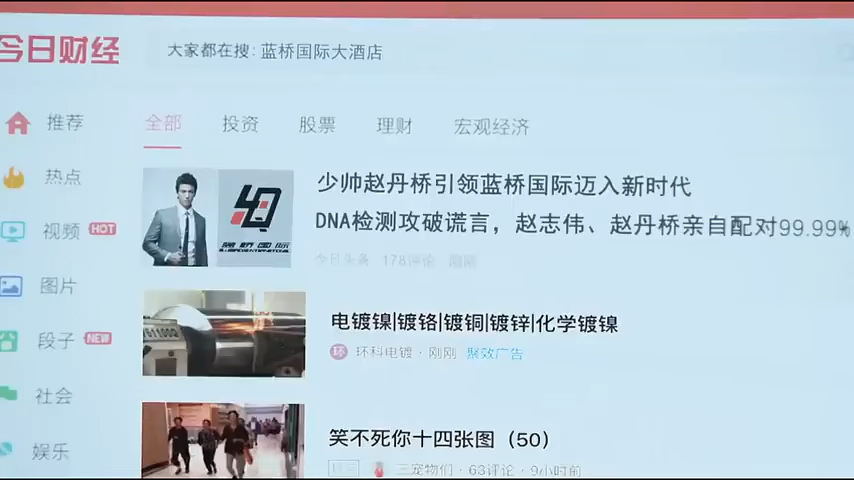 今日财经
大家都在搜: 蓝桥国际大酒店
推荐
全部 投资 股票 理财 宏观经济
热点
视频 HOT
图片
段子 NEW
社会
娱乐
少帅赵丹桥引领蓝桥国际迈入新时代
DNA检测攻破谎言，赵志伟、赵丹桥亲自配对99.99%
今日头条 178评论 · 刚刚
电镀镍|镀铬|镀铜|镀锌|化学镀镍
环 环科电镀 · 刚刚 聚效广告
笑不死你十四张图（50）
三宠物们 · 63评论 · 9小时前